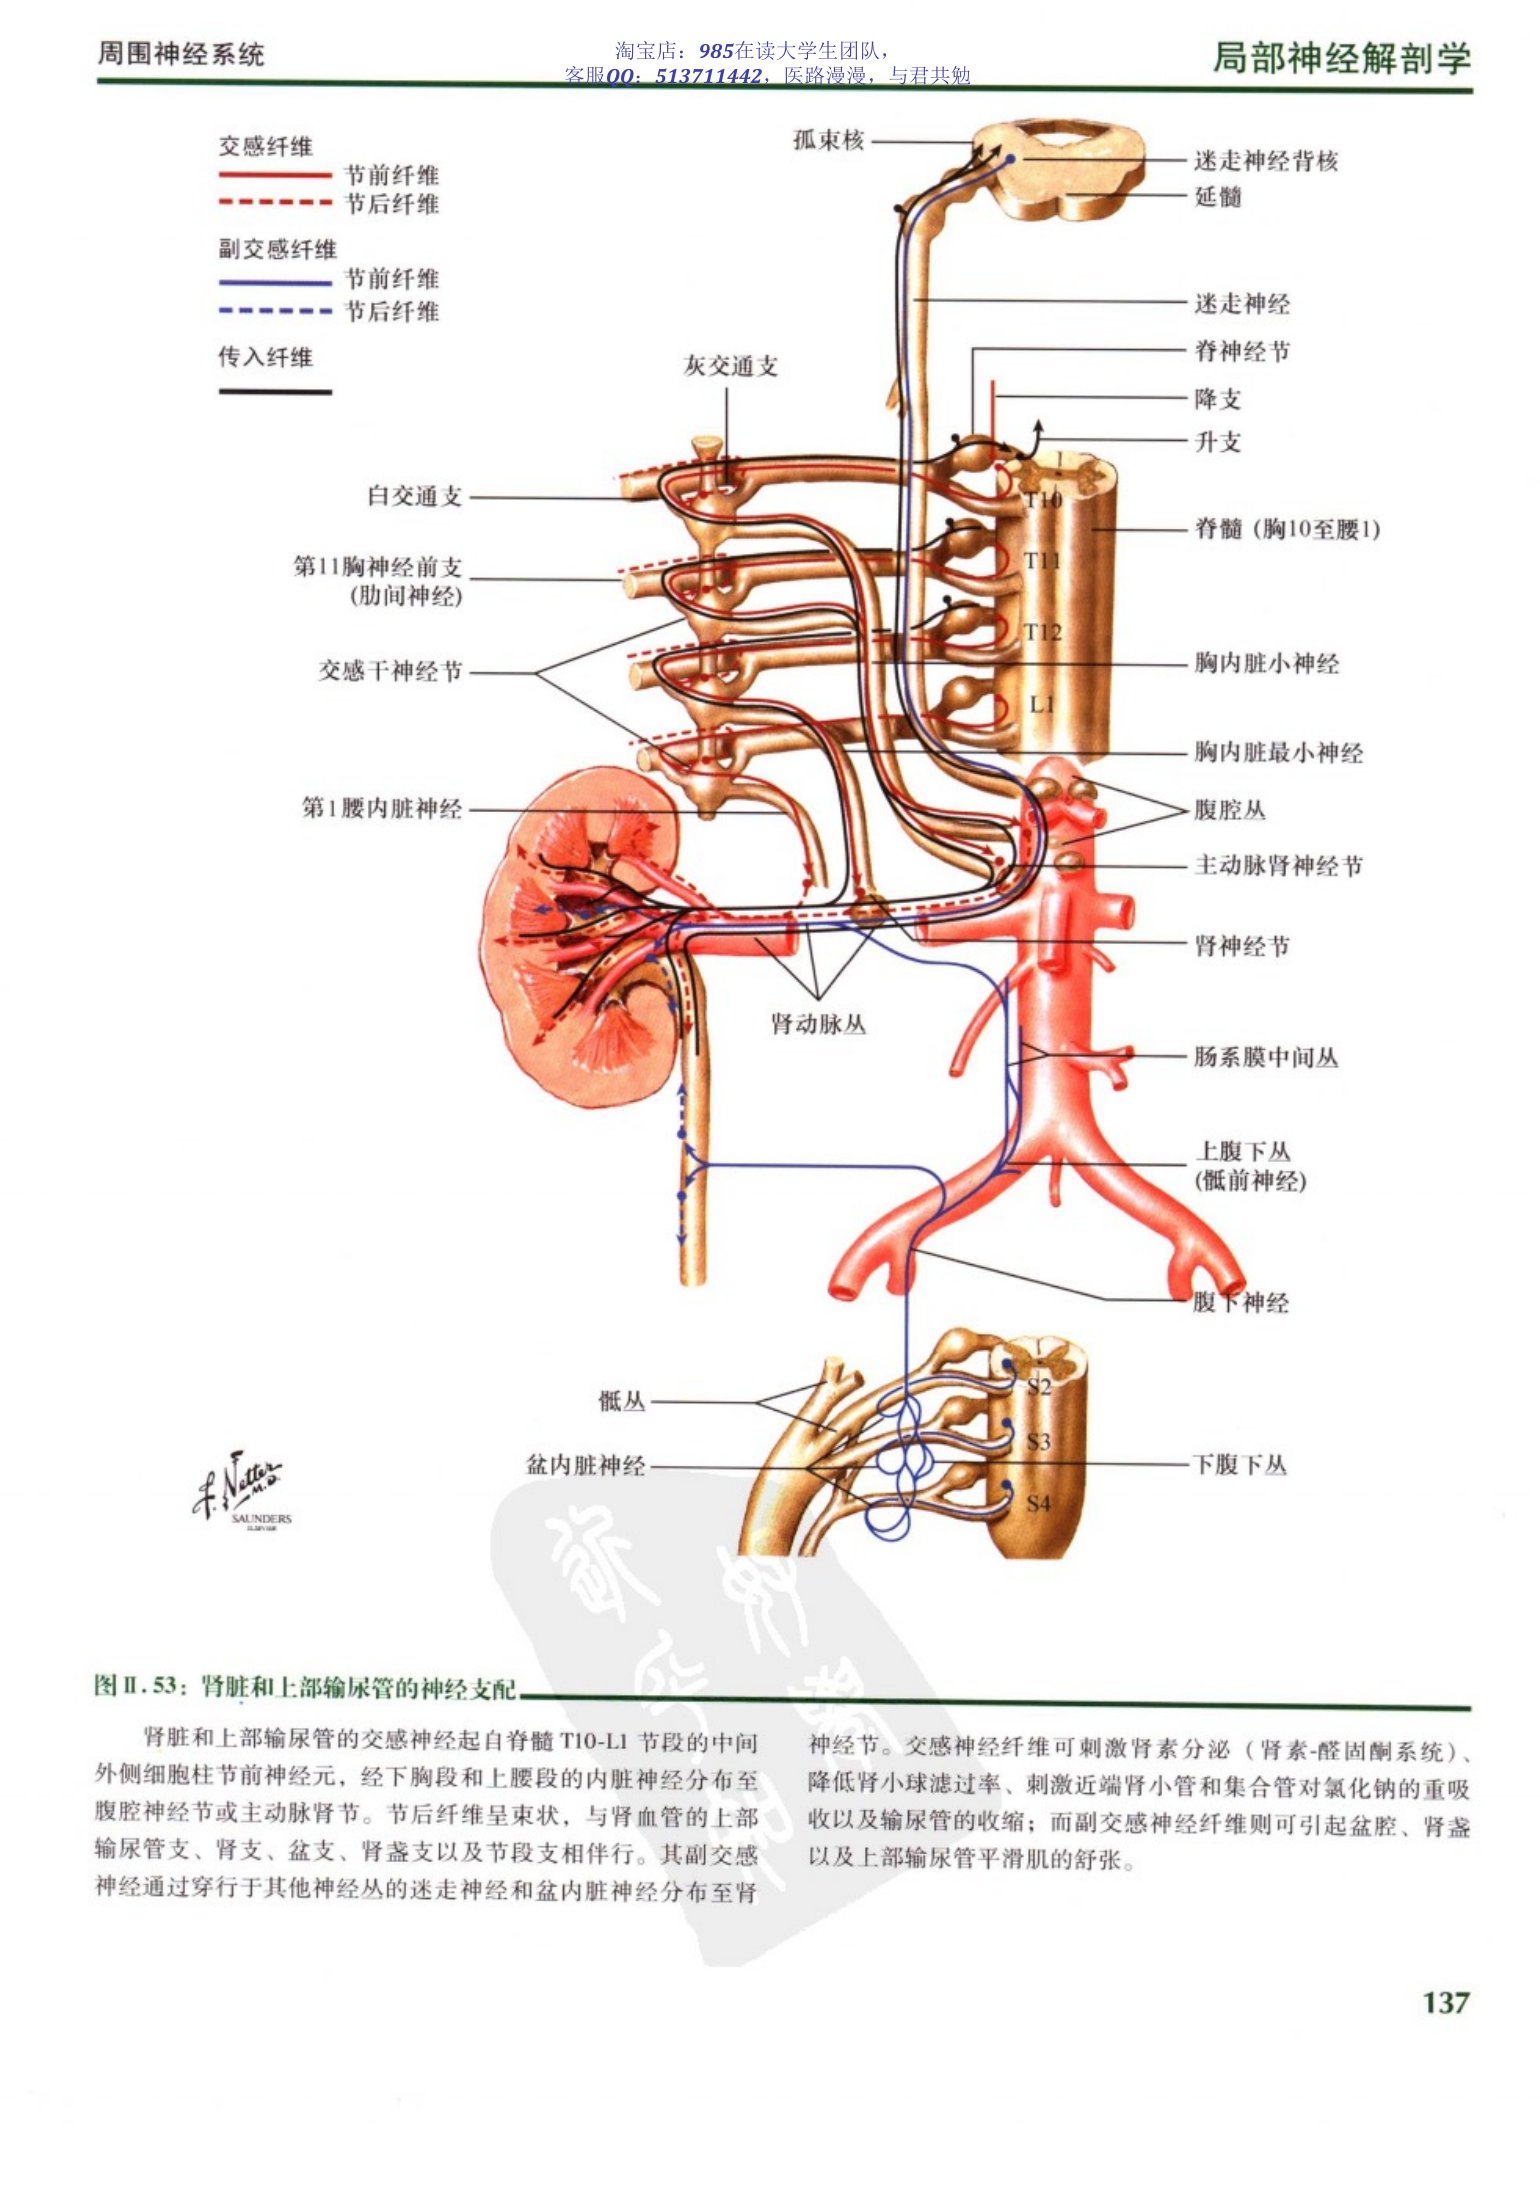 周围神经系统
淘宝店：985在读大学生团队，
客服QQ：513711442，医路漫漫，与君共勉
局部神经解剖学
交感纤维
节前纤维
节后纤维
副交感纤维
节前纤维
节后纤维
传入纤维
孤束核
迷走神经背核
延髓
迷走神经
脊神经节
降支
升支
灰交通支
白交通支
第11胸神经前支
(肋间神经)
交感干神经节
第1腰内脏神经
T10
T11
T12
L1
脊髓 (胸10至腰1)
胸内脏小神经
胸内脏最小神经
腹腔丛
主动脉肾神经节
肾神经节
肾动脉丛
肠系膜中间丛
上腹下丛
(骶前神经)
腹下神经
骶丛
盆内脏神经
S2
S3
S4
下腹下丛
F. Netter
M.D.
SAUNDERS
图Ⅱ.53：肾脏和上部输尿管的神经支配
肾脏和上部输尿管的交感神经起自脊髓 T10-L1 节段的中间
外侧细胞柱节前神经元，经下胸段和上腰段的内脏神经分布至
腹腔神经节或主动脉肾节。节后纤维呈束状，与肾血管的上部
输尿管支、肾支、盆支、肾盏支以及节段支相伴行。其副交感
神经通过穿行于其他神经丛的迷走神经和盆内脏神经分布至肾
神经节。交感神经纤维可刺激肾素分泌（肾素-醛固酮系统）、
降低肾小球滤过率、刺激近端肾小管和集合管对氯化钠的重吸
收以及输尿管的收缩；而副交感神经纤维则可引起盆腔、肾盏
以及上部输尿管平滑肌的舒张。
137